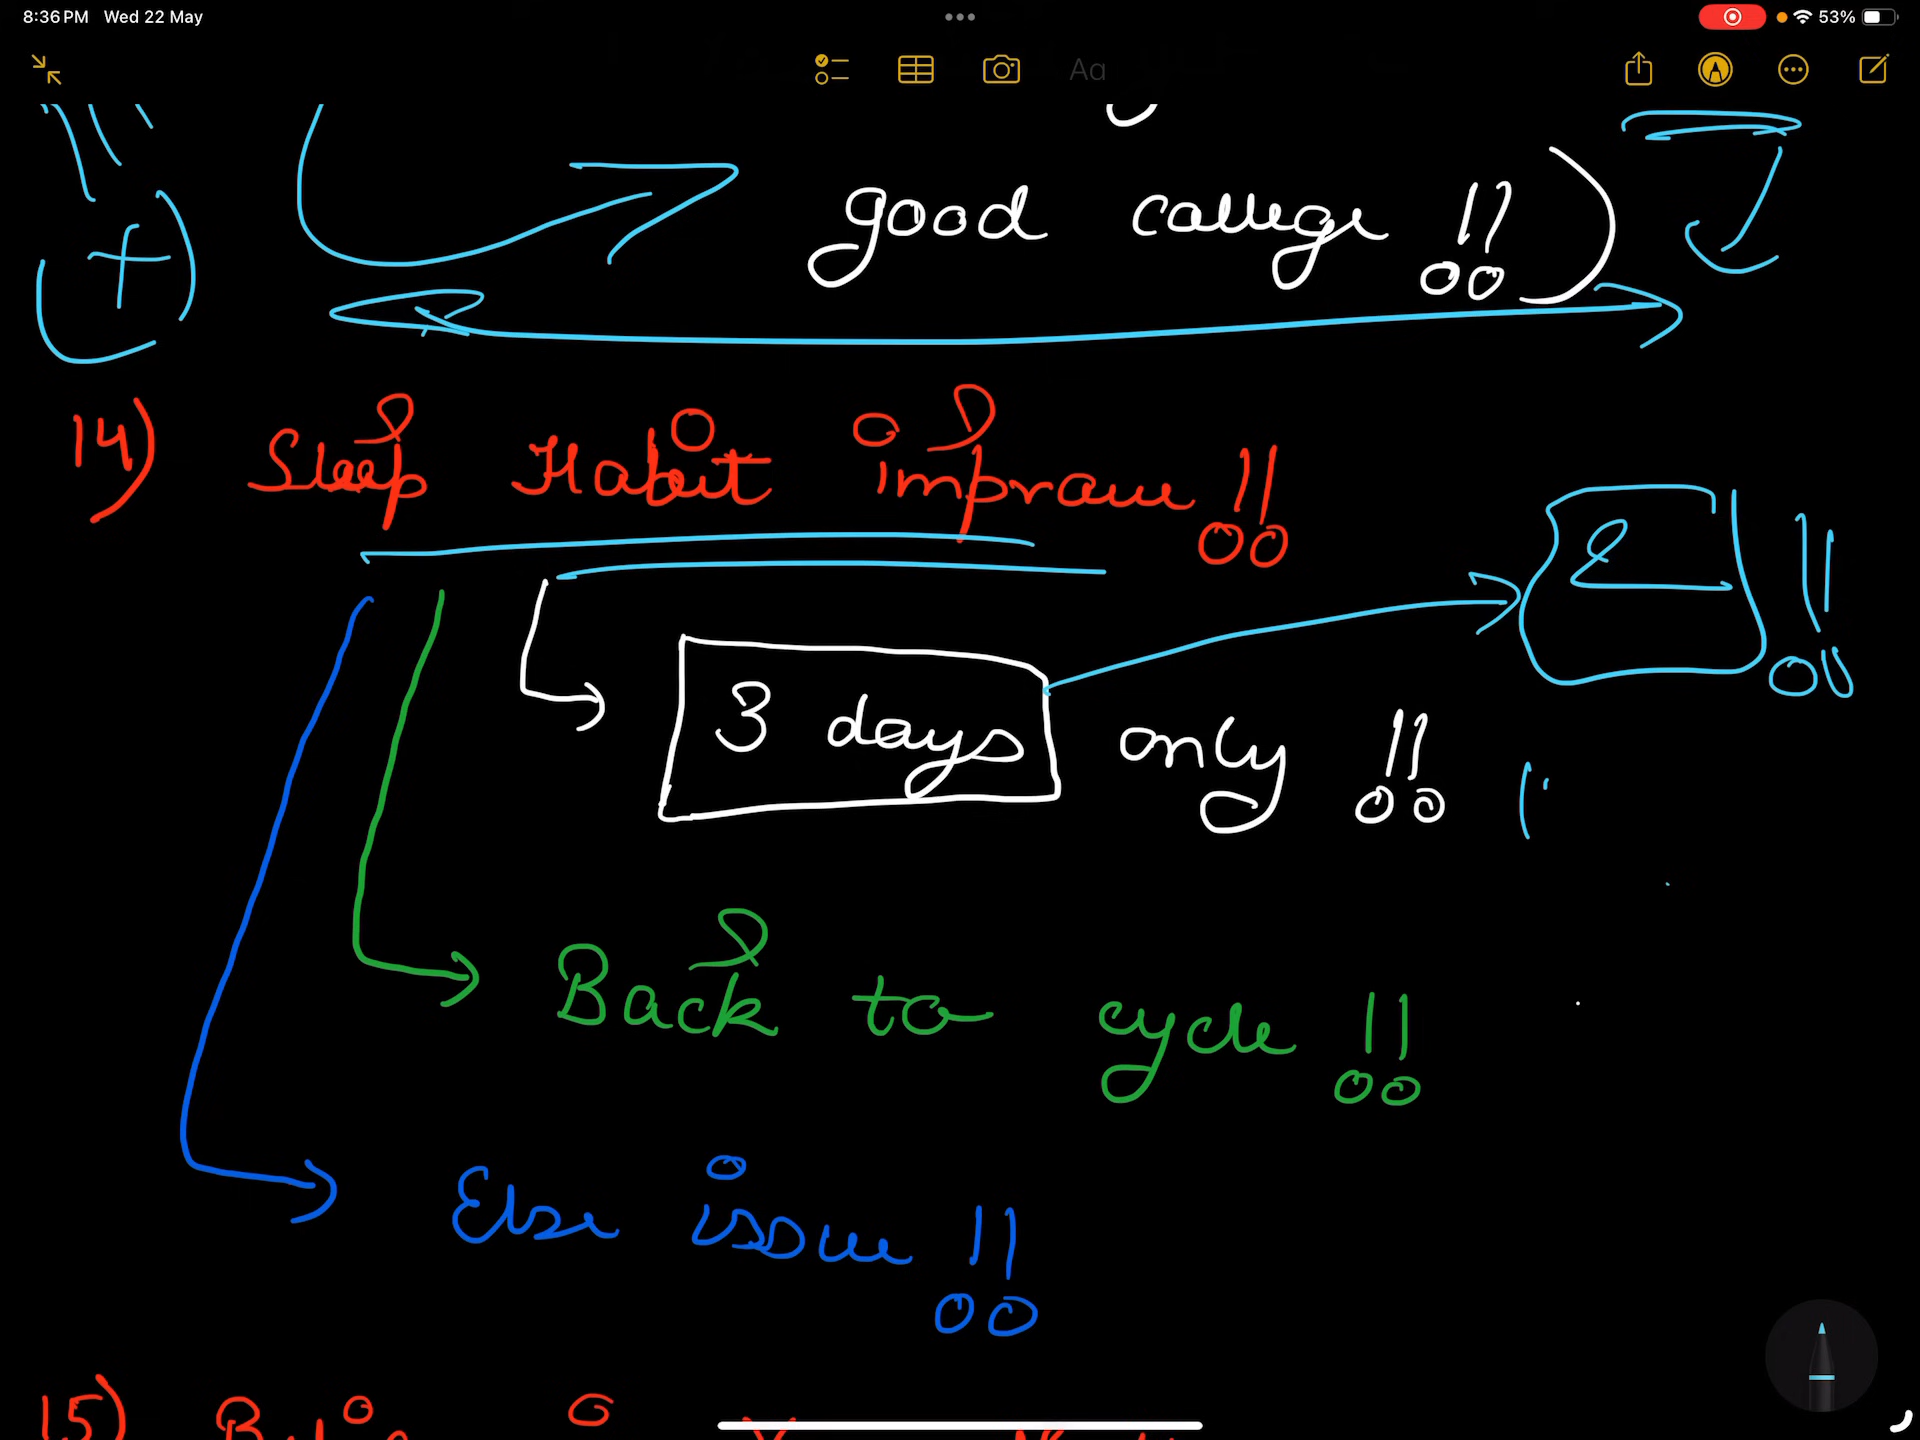 8:36 PM Wed 22 May
53%
Aa
good college !!
14) Sleep Habit improve !!
2 !!
3 days only !!
Back to cycle !!
Else issue !!
15)